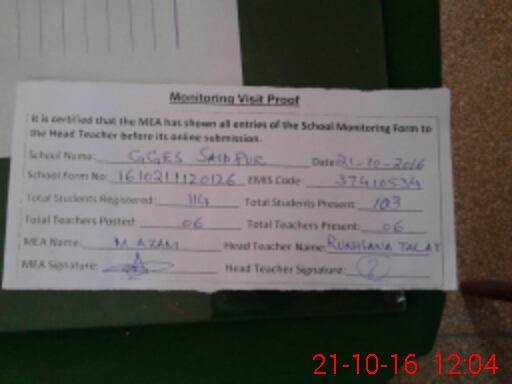 Monitoring Visit Proof
It is certified that the MEA has shown all entries of the School Monitoring Form to
the Head Teacher before its online submission.
School Name: GGES SAIDPUR Date: 21-10-2016
School Form No: 1610211120126 EMIS Code: 37410534
Total Students Registered: 114 Total Students Present: 103
Total Teachers Posted: 06 Total Teachers Present: 06
MEA Name: M AZAM Head Teacher Name: RUKHSANA TALAT
MEA Signature: Head Teacher Signature:
21-10-16 12:04